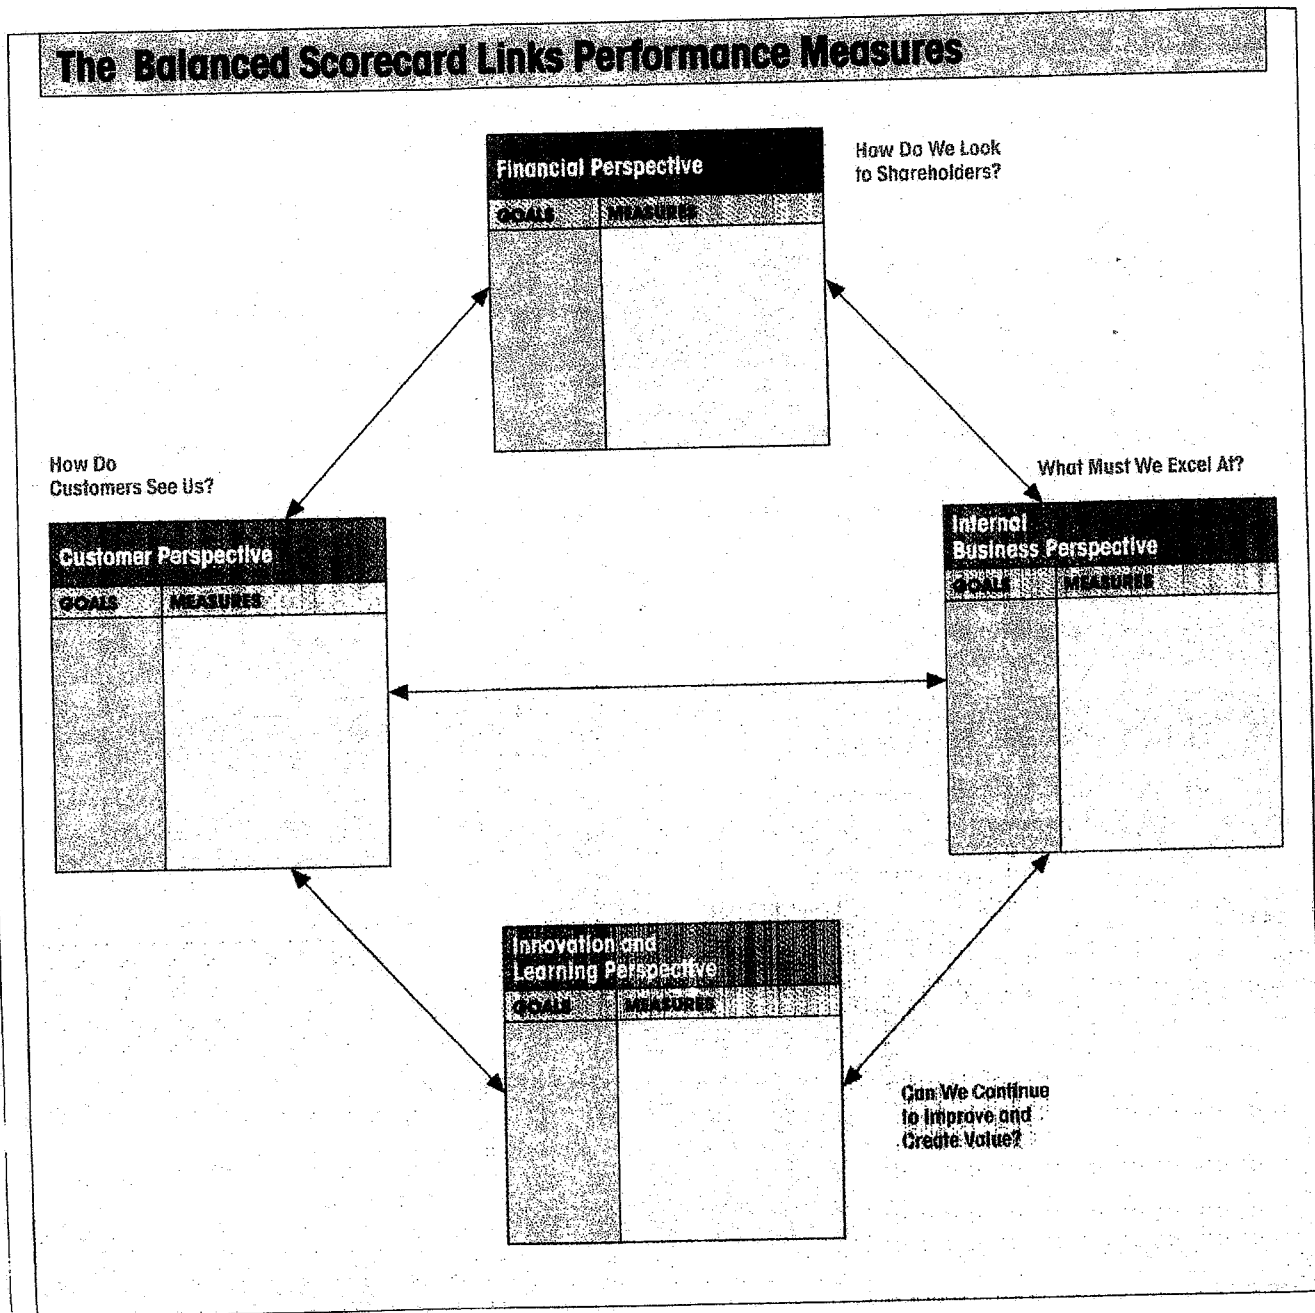 The Balanced Scorecard Links Performance Measures
How Do We Look
to Shareholders?
Financial Perspective
GOALS MEASURES
How Do
Customers See Us?
Customer Perspective
GOALS MEASURES
What Must We Excel At?
Internal
Business Perspective
GOALS MEASURES
Innovation and
Learning Perspective
GOALS MEASURES
Can We Continue
to Improve and
Create Value?